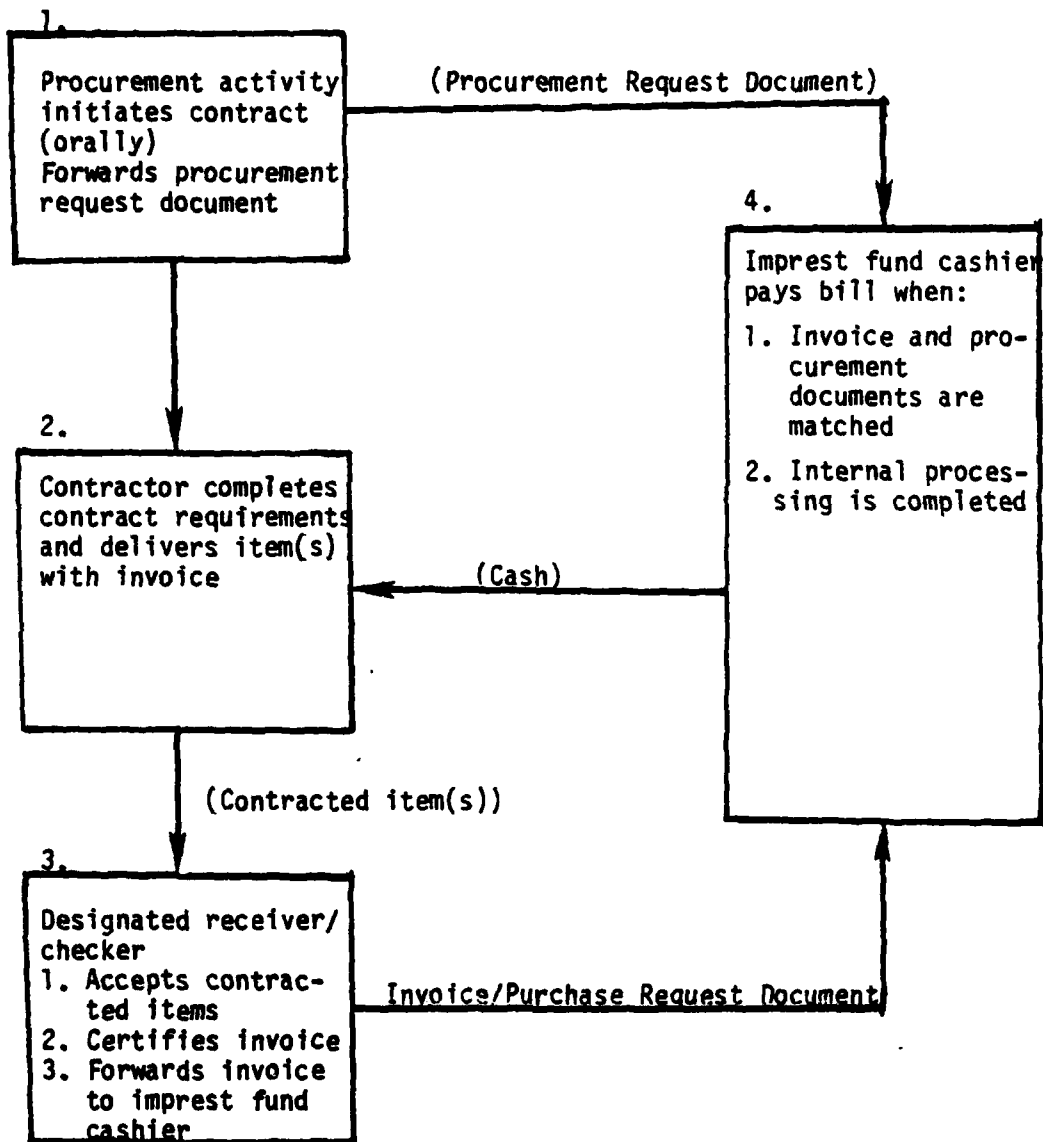 1.
Procurement activity
initiates contract
(orally)
Forwards procurement
request document
(Procurement Request Document)
4.
Imprest fund cashier
pays bill when:
1. Invoice and pro-
curement
documents are
matched
2. Internal proces-
sing is completed
2.
Contractor completes
contract requirements
and delivers item(s)
with invoice
(Cash)
(Contracted item(s))
3.
Designated receiver/
checker
1. Accepts contrac-
ted items
2. Certifies invoice
3. Forwards invoice
to imprest fund
cashier
Invoice/Purchase Request Document